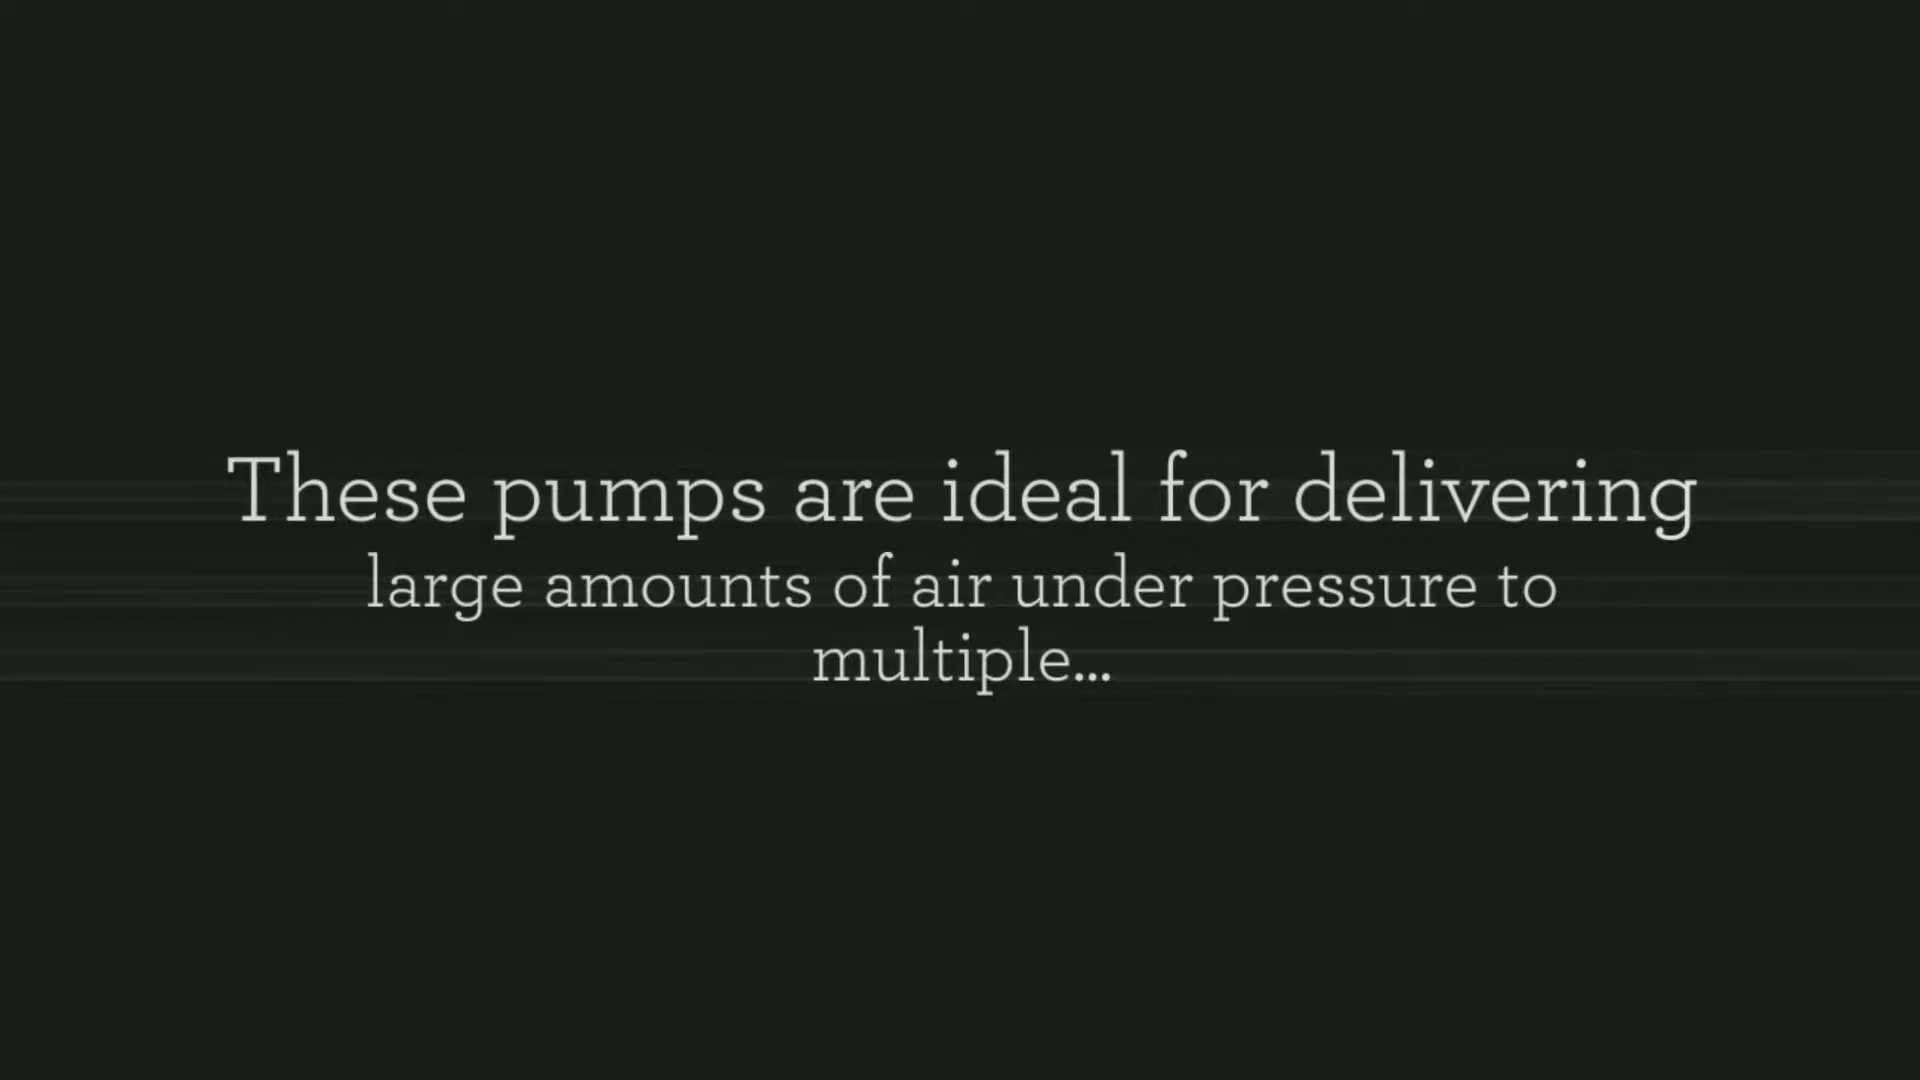 These pumps are ideal for delivering
large amounts of air under pressure to
multiple...